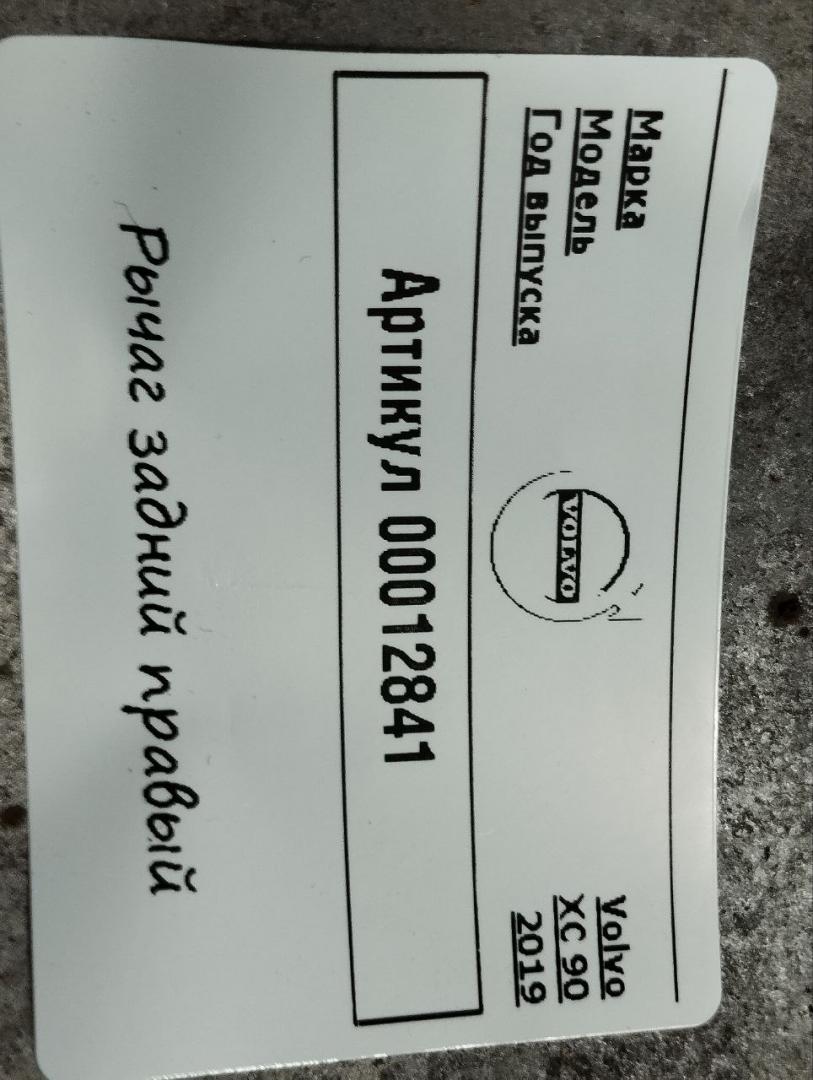 Марка Volvo
Модель XC 90
Год выпуска 2019
VOLVO
Артикул 00012841
Рычаг задний правый